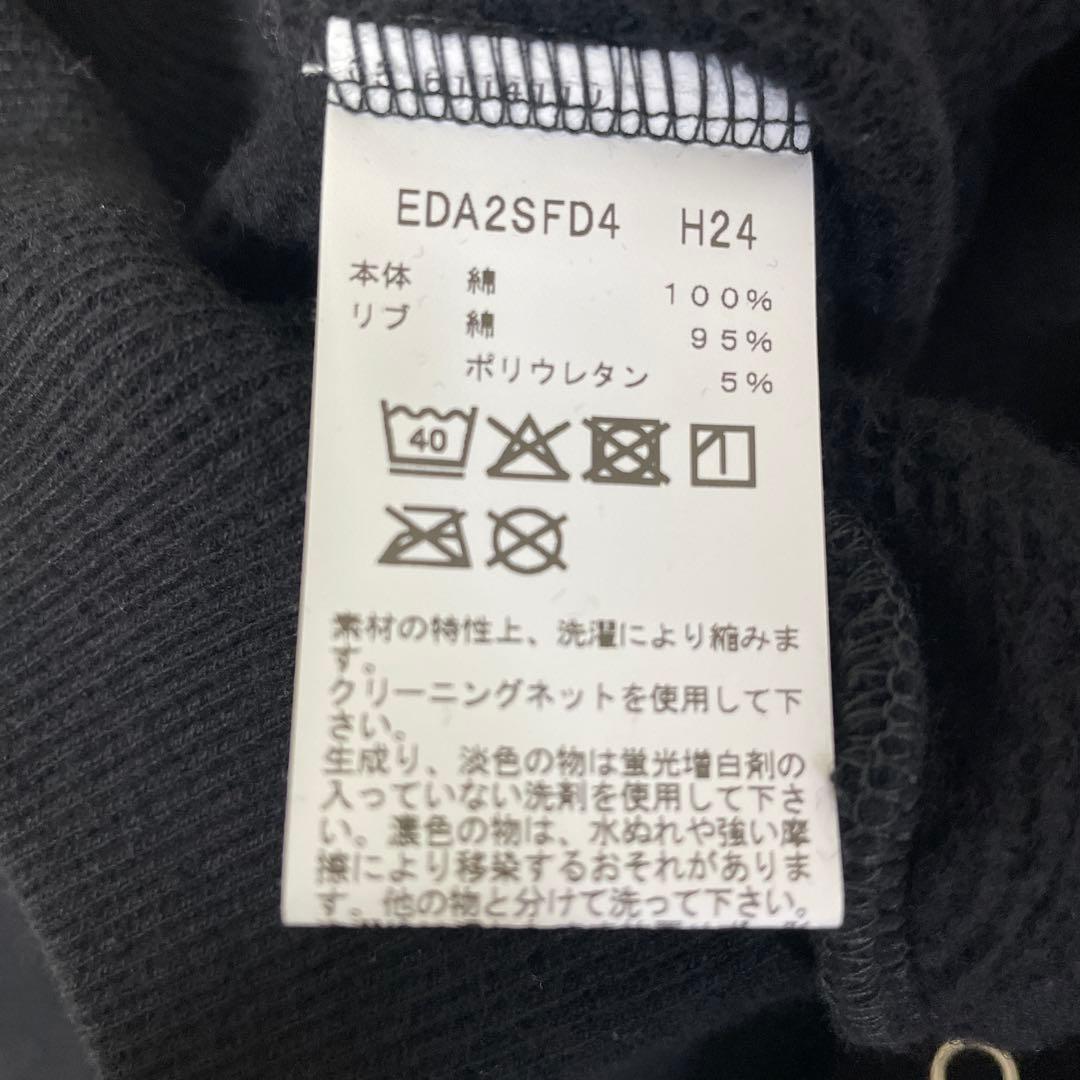 EDA2SFD4 H24
本体 綿 100%
リブ 綿 95%
ポリウレタン 5%
40
素材の特性上、洗濯により縮みま
す。
クリーニングネットを使用して下
さい。
生成り、淡色の物は蛍光増白剤の
入っていない洗剤を使用して下さ
い。濃色の物は、水ぬれや強い摩
擦により移染するおそれがありま
す。他の物と分けて洗って下さい。